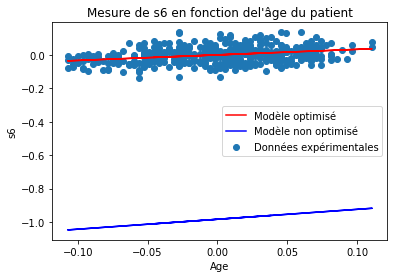 Mesure de s6 en fonction del'âge du patient
0.0
−0.2
−0.4
−0.6
−0.8
−1.0
s6
Modèle optimisé
Modèle non optimisé
Données expérimentales
−0.10
−0.05
0.00
0.05
0.10
Age